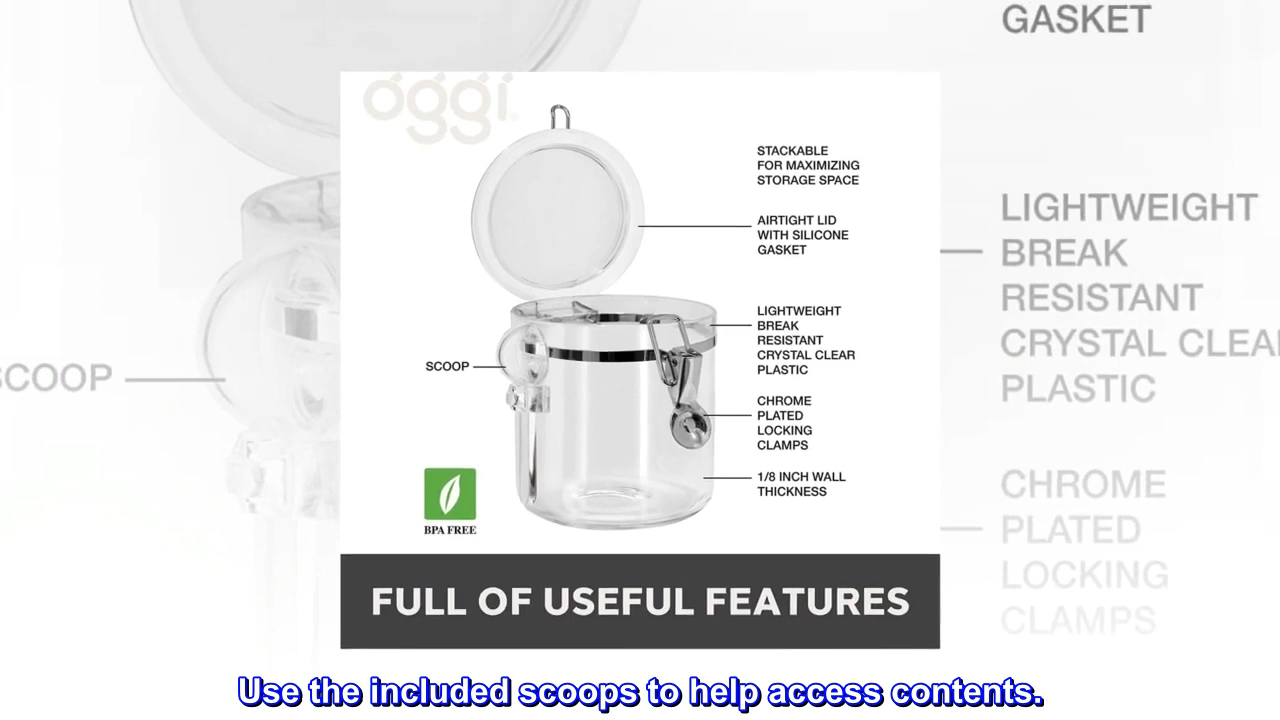 GASKET
oggi
STACKABLE
FOR MAXIMIZING
STORAGE SPACE
AIRTIGHT LID
WITH SILICONE
GASKET
LIGHTWEIGHT
BREAK
RESISTANT
CRYSTAL CLEAR
PLASTIC
SCOOP
CHROME
PLATED
LOCKING
CLAMPS
1/8 INCH WALL
THICKNESS
BPA FREE
SCOOP
LIGHTWEIGHT
BREAK
RESISTANT
CRYSTAL CLEAR
PLASTIC
CHROME
PLATED
LOCKING
CLAMPS
FULL OF USEFUL FEATURES
Use the included scoops to help access contents.